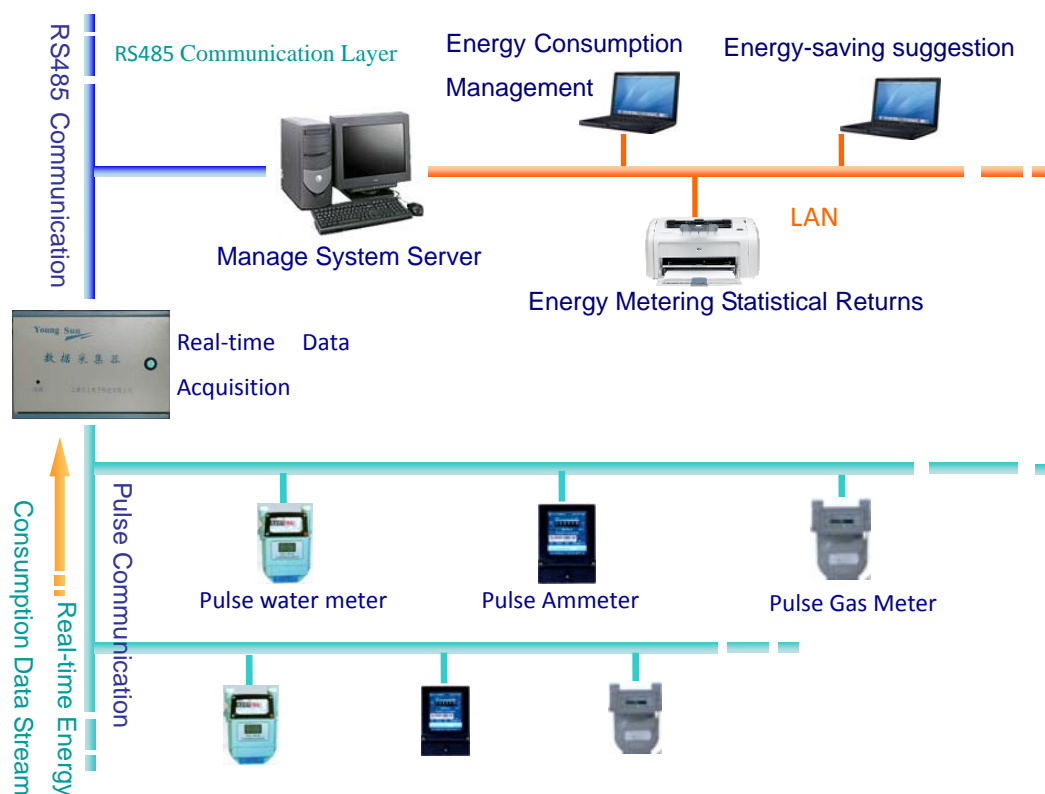 RS485 Communication
RS485 Communication Layer
Energy Consumption
Management
Energy-saving suggestion
LAN
Manage System Server
Energy Metering Statistical Returns
Young Sun
数据采集器
Real-time Data
Acquisition
Pulse Communication
Pulse water meter
Pulse Ammeter
Pulse Gas Meter
Real-time Energy
Consumption Data Stream